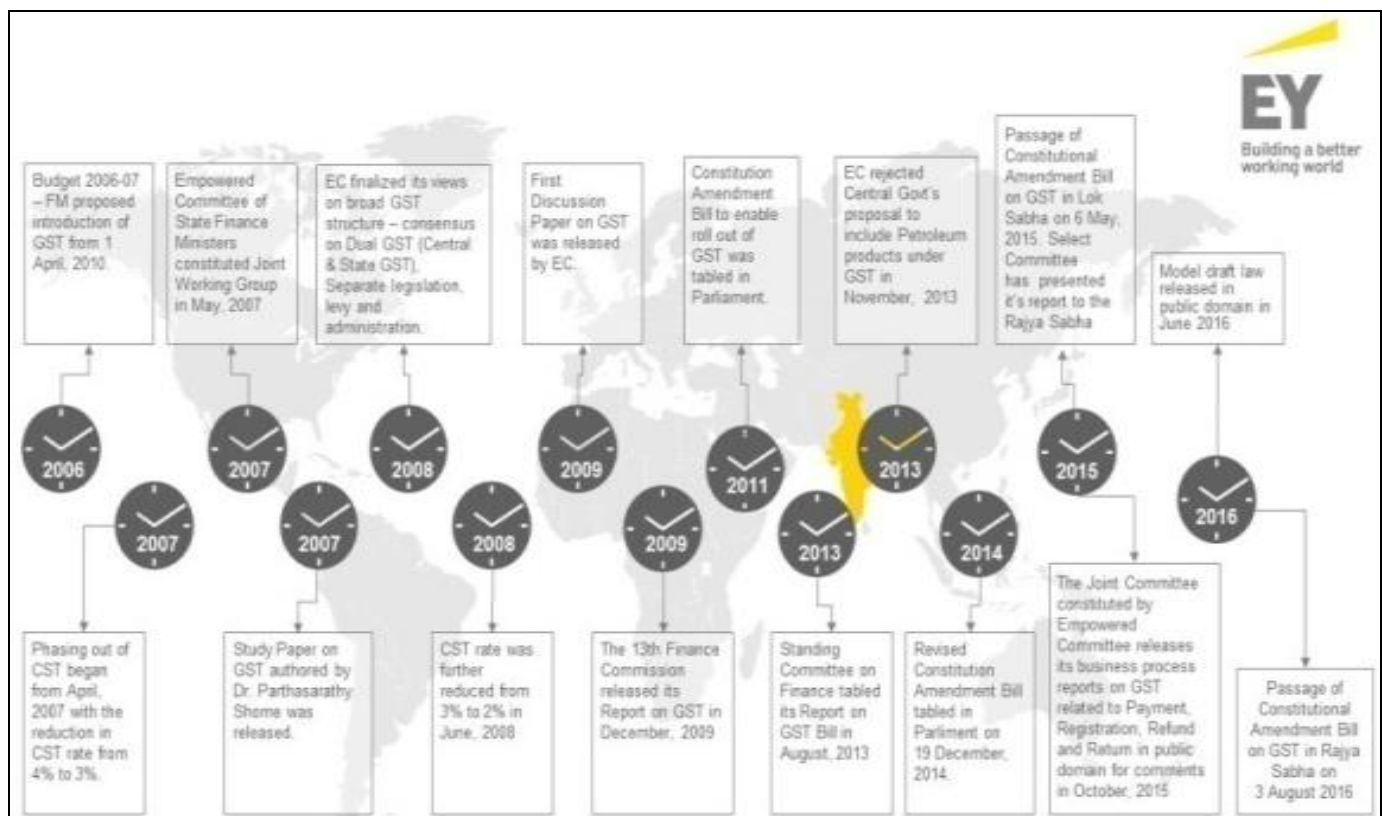 EY
Building a better
working world
Budget 2006-07
– FM proposed
introduction of
GST from 1
April, 2010.
Empowered
Committee of
State Finance
Ministers
constituted Joint
Working Group
in May, 2007
EC finalized its views
on broad GST
structure – consensus
on Dual GST (Central
& State GST),
Separate legislation,
levy and
administration.
First
Discussion
Paper on GST
was released
by EC.
Constitution
Amendment
Bill to enable
roll out of
GST was
tabled in
Parliament.
EC rejected
Central Govt's
proposal to
include Petroleum
products under
GST in
November, 2013
Passage of
Constitutional
Amendment Bill
on GST in Lok
Sabha on 6 May,
2015. Select
Committee
has presented
it's report to the
Rajya Sabha
Model draft law
released in
public domain in
June 2016
2006
2007
2008
2009
2011
2013
2015
2016
2007
2007
2008
2009
2013
2014
Phasing out of
CST began
from April,
2007 with the
reduction in
CST rate from
4% to 3%.
Study Paper on
GST authored by
Dr. Parthasarathy
Shome was
released.
CST rate was
further
reduced from
3% to 2% in
June, 2008
The 13th Finance
Commission
released its
Report on GST in
December, 2009
Standing
Committee on
Finance tabled
its Report on
GST Bill in
August, 2013
Revised
Constitution
Amendment Bill
tabled in
Parliment on
19 December,
2014.
The Joint Committee
constituted by
Empowered
Committee releases
its business process
reports on GST
related to Payment,
Registration, Refund
and Return in public
domain for comments
in October, 2015
Passage of
Constitutional
Amendment Bill
on GST in Rajya
Sabha on
3 August 2016